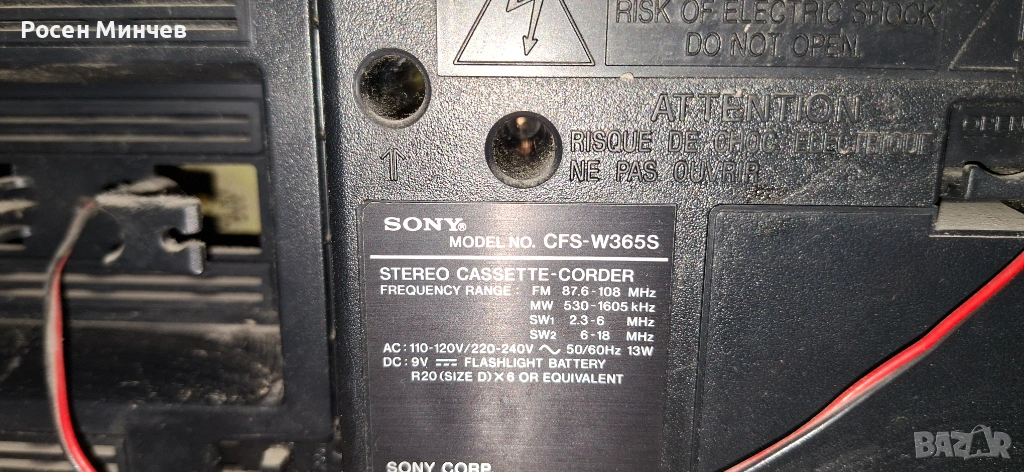 Росен Минчев
RISK OF ELECTRIC SHOCK
DO NOT OPEN
ATTENTION
RISQUE DE CHOC ELECTRIQUE
NE PAS OUVRIR
SONY®
MODEL NO. CFS-W365S
STEREO CASSETTE-CORDER
FREQUENCY RANGE: FM 87.6-108 MHz
MW 530-1605 kHz
SW1 2.3-6 MHz
SW2 6-18 MHz
AC: 110-120V/220-240V ~ 50/60Hz 13W
DC: 9V ⎓ FLASHLIGHT BATTERY
R20 (SIZE D) X 6 OR EQUIVALENT
SONY CORP
BAZAR